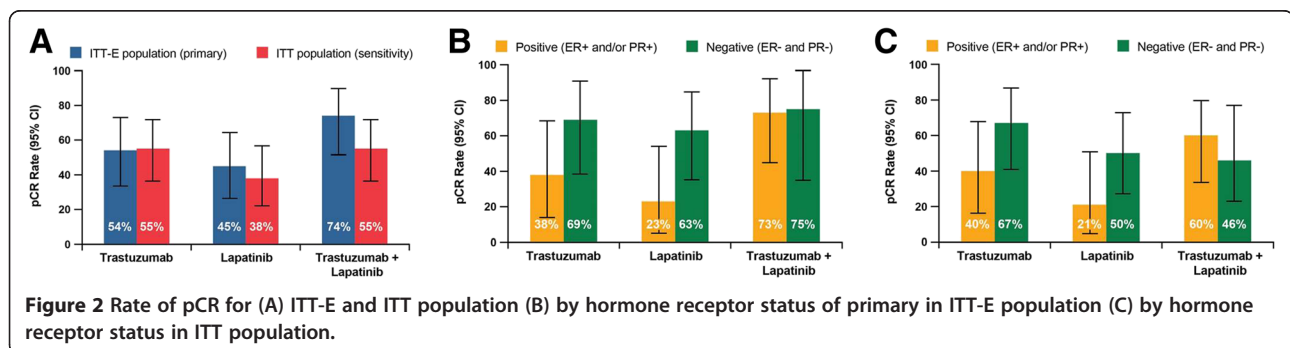 A
ITT-E population (primary) ITT population (sensitivity)
pCR Rate (95% CI)
100
80
60
40
20
0
54% 55% 45% 38% 74% 55%
Trastuzumab Lapatinib Trastuzumab +
Lapatinib
B
Positive (ER+ and/or PR+) Negative (ER- and PR-)
pCR Rate (95% CI)
100
80
60
40
20
0
38% 69% 23% 63% 73% 75%
Trastuzumab Lapatinib Trastuzumab +
Lapatinib
C
Positive (ER+ and/or PR+) Negative (ER- and PR-)
pCR Rate (95% CI)
100
80
60
40
20
0
40% 67% 21% 50% 60% 46%
Trastuzumab Lapatinib Trastuzumab +
Lapatinib
Figure 2 Rate of pCR for (A) ITT-E and ITT population (B) by hormone receptor status of primary in ITT-E population (C) by hormone
receptor status in ITT population.